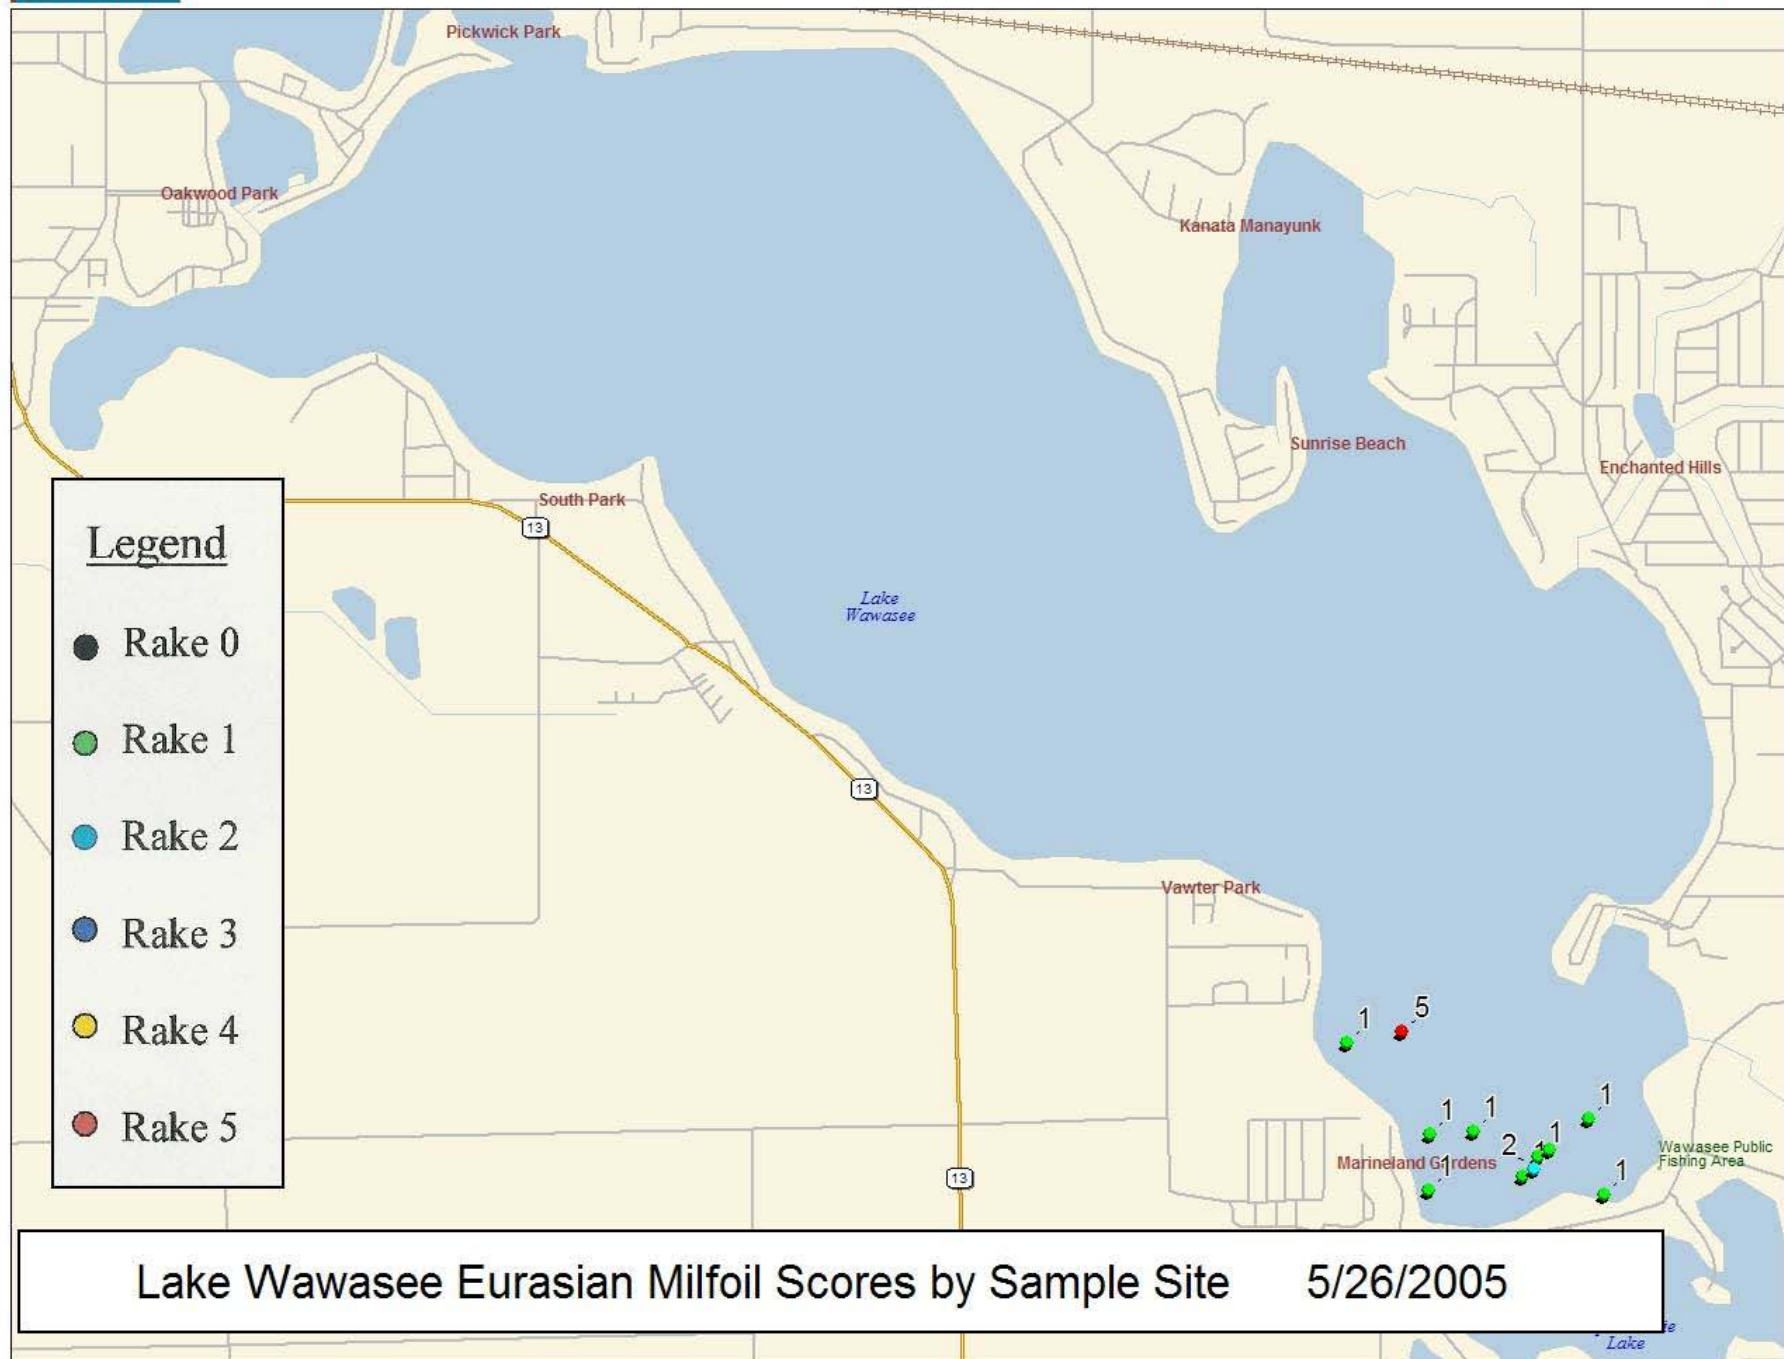 Pickwick Park
Oakwood Park
Kanata Manayunk
Sunrise Beach
Enchanted Hills
South Park
13
Lake
Wawasee
Legend
Rake 0
Rake 1
Rake 2
Rake 3
Rake 4
Rake 5
13
Vawter Park
1
5
1
1
1
1
2
1
Marineland Gardens
1
1
Wawasee Public
Fishing Area
13
Lake Wawasee Eurasian Milfoil Scores by Sample Site 5/26/2005
Lake